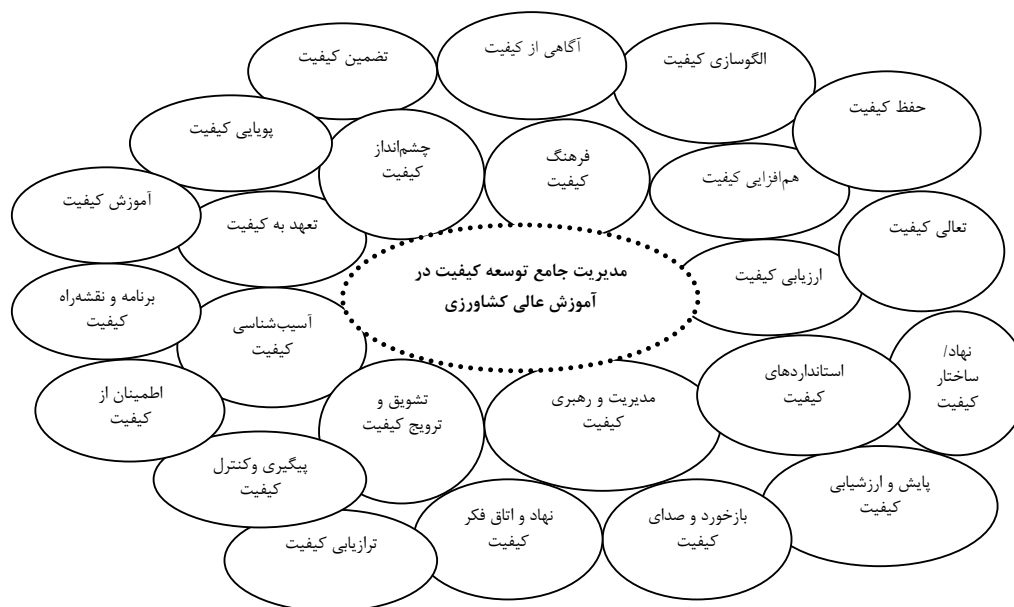 آگاهی از کیفیت
تضمین کیفیت
الگوسازی کیفیت
حفظ کیفیت
پویایی کیفیت
چشم‌انداز
کیفیت
فرهنگ
کیفیت
هم‌افزایی کیفیت
آموزش کیفیت
تعهد به کیفیت
تعالی کیفیت
ارزیابی کیفیت
مدیریت جامع توسعه کیفیت در
آموزش عالی کشاورزی
برنامه و نقشه‌راه
کیفیت
آسیب‌شناسی
کیفیت
نهاد/
ساختار
کیفیت
استانداردهای
کیفیت
مدیریت و رهبری
کیفیت
تشویق و
ترویج کیفیت
اطمینان از
کیفیت
پیگیری وکنترل
کیفیت
پایش و ارزشیابی
کیفیت
بازخورد و صدای
کیفیت
نهاد و اتاق فکر
کیفیت
ترازیابی کیفیت